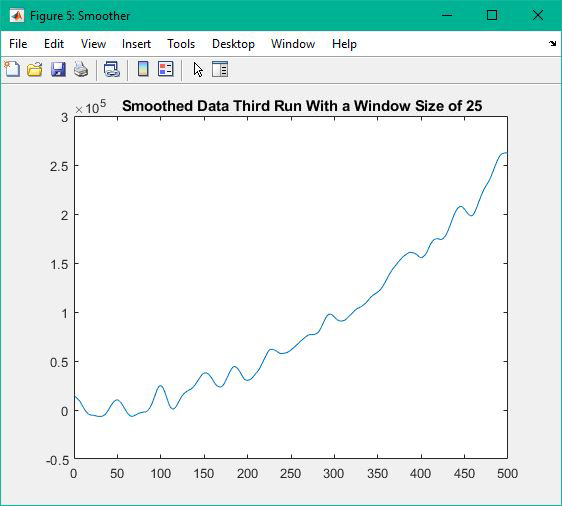 Figure 5: Smoother
File Edit View Insert Tools Desktop Window Help
×10^5
Smoothed Data Third Run With a Window Size of 25
3
2.5
2
1.5
1
0.5
0
-0.5
0 50 100 150 200 250 300 350 400 450 500